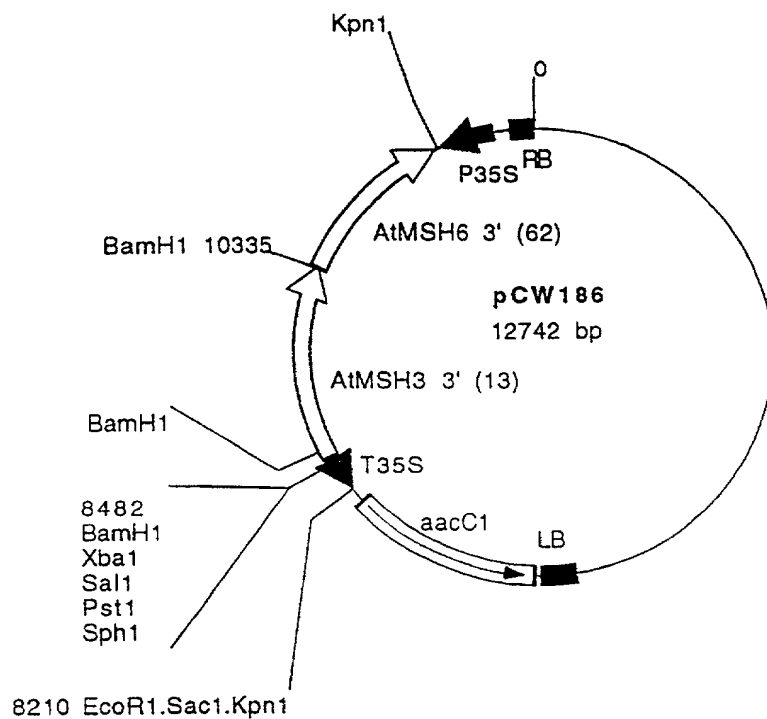 Kpn1
0
P35S
RB
AtMSH6 3' (62)
BamH1 10335
pCW186
12742 bp
AtMSH3 3' (13)
BamH1
T35S
8482
BamH1
Xba1
Sal1
Pst1
Sph1
aacC1
LB
8210 EcoR1.Sac1.Kpn1